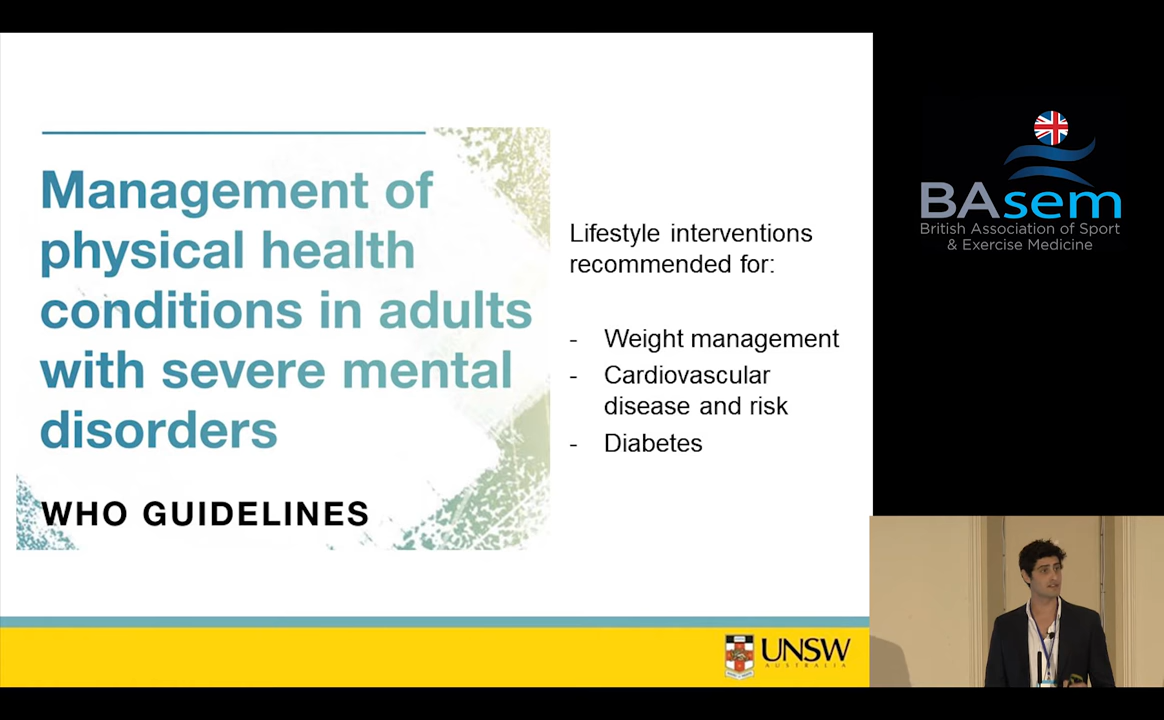 Management of
physical health
conditions in adults
with severe mental
disorders
WHO GUIDELINES
Lifestyle interventions
recommended for:
- Weight management
- Cardiovascular
disease and risk
- Diabetes
UNSW
AUSTRALIA
BAsem
British Association of Sport
& Exercise Medicine